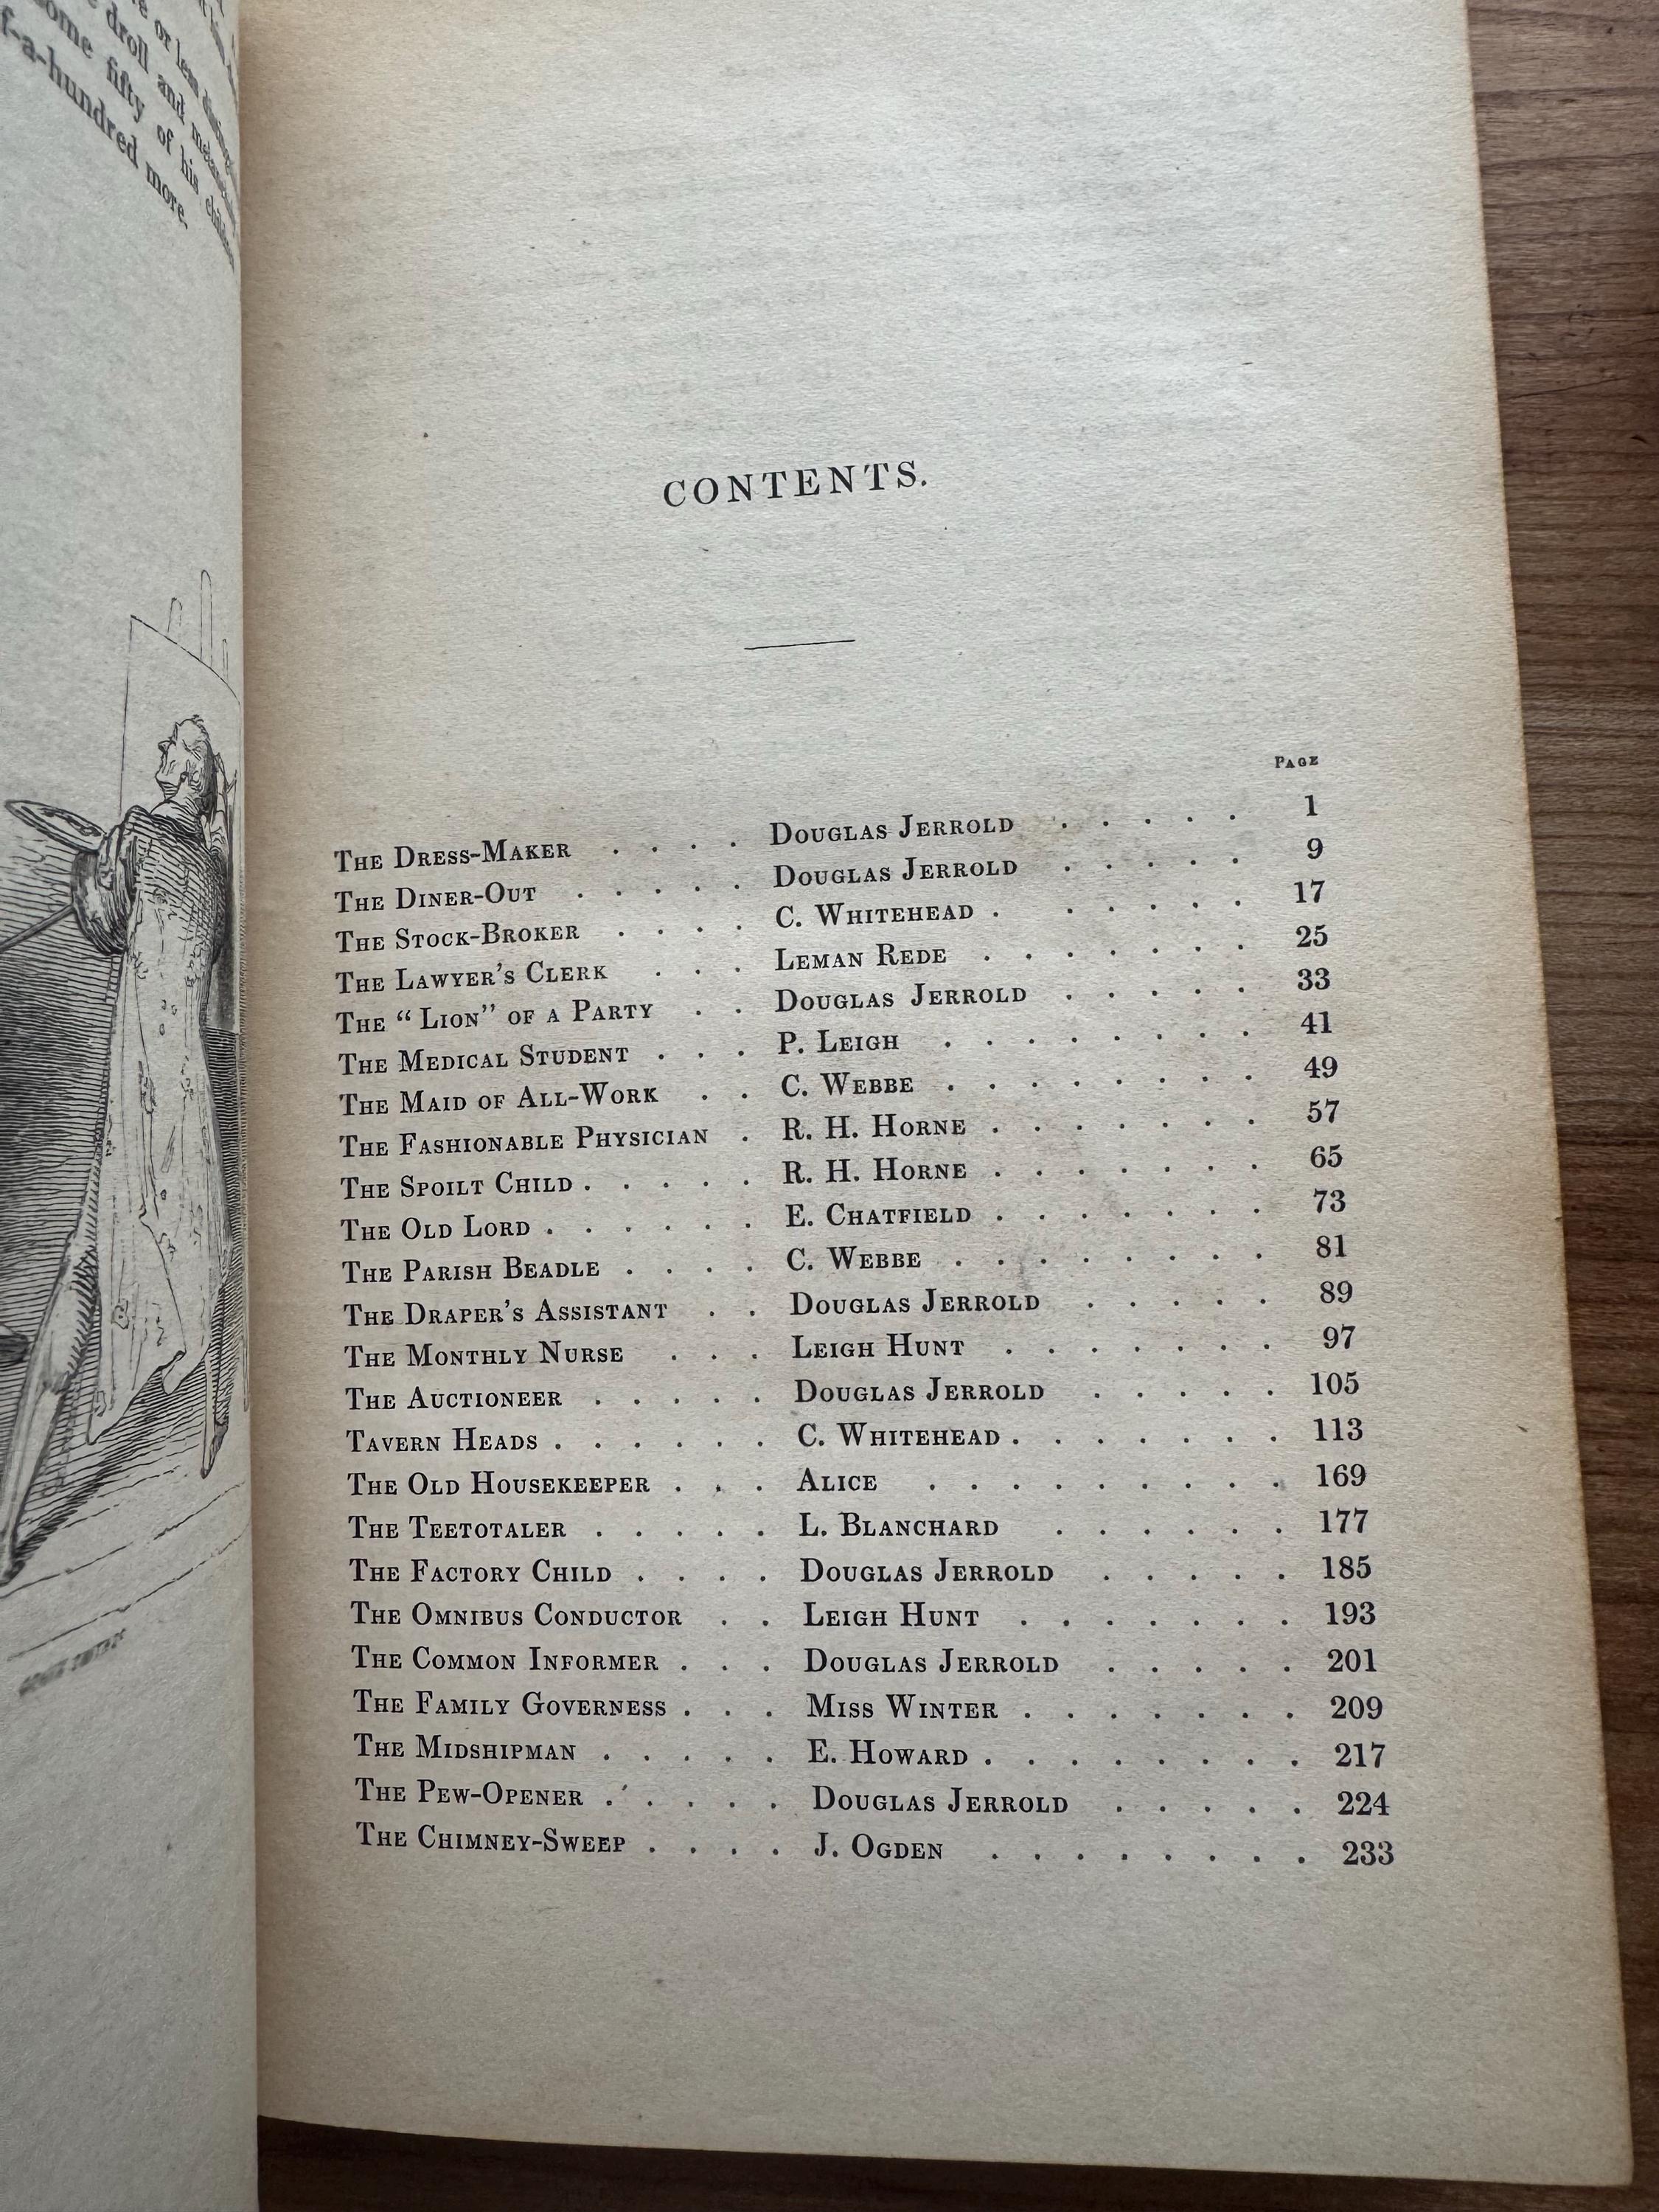 e or less
e droll and
some fifty of his children
f-a-hundred more.
CONTENTS.
PAGE
THE DRESS-MAKER . . . . DOUGLAS JERROLD . . . . . 1
THE DINER-OUT . . . . . DOUGLAS JERROLD . . . . . 9
THE STOCK-BROKER . . . . C. WHITEHEAD . . . . . . 17
THE LAWYER'S CLERK . . . LEMAN REDE . . . . . . . 25
THE “LION” OF A PARTY . . DOUGLAS JERROLD . . . . . 33
THE MEDICAL STUDENT . . . P. LEIGH . . . . . . . . 41
THE MAID OF ALL-WORK . . C. WEBBE . . . . . . . . 49
THE FASHIONABLE PHYSICIAN . R. H. HORNE . . . . . . . 57
THE SPOILT CHILD . . . . . R. H. HORNE . . . . . . . 65
THE OLD LORD . . . . . . E. CHATFIELD . . . . . . . 73
THE PARISH BEADLE . . . . C. WEBBE . . . . . . . . 81
THE DRAPER'S ASSISTANT . . DOUGLAS JERROLD . . . . . 89
THE MONTHLY NURSE . . . LEIGH HUNT . . . . . . . 97
THE AUCTIONEER . . . . . DOUGLAS JERROLD . . . . . 105
TAVERN HEADS . . . . . . C. WHITEHEAD . . . . . . . 113
THE OLD HOUSEKEEPER . . . ALICE . . . . . . . . . 169
THE TEETOTALER . . . . . L. BLANCHARD . . . . . . 177
THE FACTORY CHILD . . . . DOUGLAS JERROLD . . . . . 185
THE OMNIBUS CONDUCTOR . . LEIGH HUNT . . . . . . . 193
THE COMMON INFORMER . . . DOUGLAS JERROLD . . . . . 201
THE FAMILY GOVERNESS . . . MISS WINTER . . . . . . . 209
THE MIDSHIPMAN . . . . . E. HOWARD . . . . . . . . 217
THE PEW-OPENER . . . . . DOUGLAS JERROLD . . . . . 224
THE CHIMNEY-SWEEP . . . . J. OGDEN . . . . . . . . 233